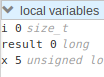 local variables
i 0 size_t
result 0 long
x 5 unsigned lo